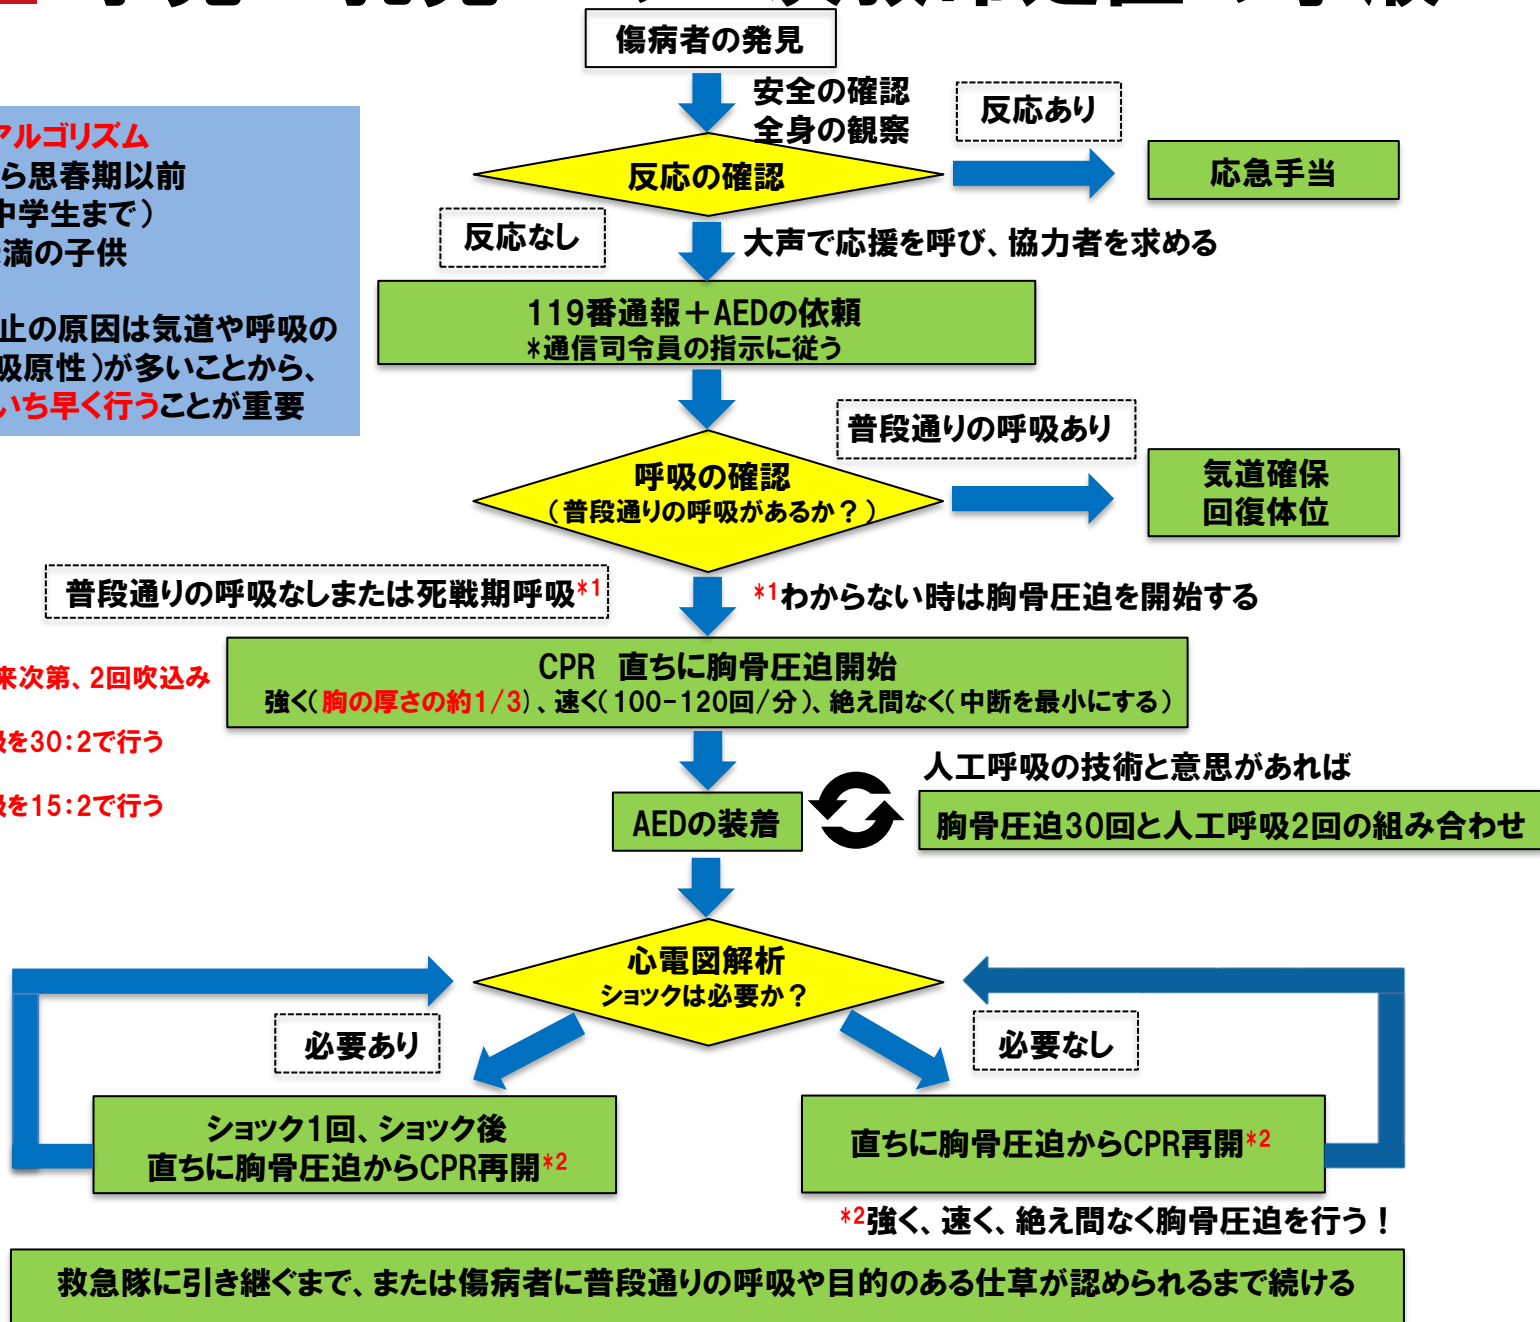 傷病者の発見
安全の確認
全身の観察
反応あり
アルゴリズム
ら思春期以前
中学生まで）
満の子供
止の原因は気道や呼吸の
吸原性）が多いことから、
いち早く行うことが重要
反応の確認
応急手当
反応なし
大声で応援を呼び、協力者を求める
119番通報＋AEDの依頼
*通信司令員の指示に従う
普段通りの呼吸あり
呼吸の確認
（普段通りの呼吸があるか？）
気道確保
回復体位
普段通りの呼吸なしまたは死戦期呼吸*1
*1わからない時は胸骨圧迫を開始する
来次第、2回吹込み
を30：2で行う
を15：2で行う
CPR　直ちに胸骨圧迫開始
強く（胸の厚さの約1/3）、速く（100-120回/分）、絶え間なく（中断を最小にする）
人工呼吸の技術と意思があれば
AEDの装着
胸骨圧迫30回と人工呼吸2回の組み合わせ
心電図解析
ショックは必要か？
必要あり
必要なし
ショック1回、ショック後
直ちに胸骨圧迫からCPR再開*2
直ちに胸骨圧迫からCPR再開*2
*2強く、速く、絶え間なく胸骨圧迫を行う！
救急隊に引き継ぐまで、または傷病者に普段通りの呼吸や目的のある仕草が認められるまで続ける